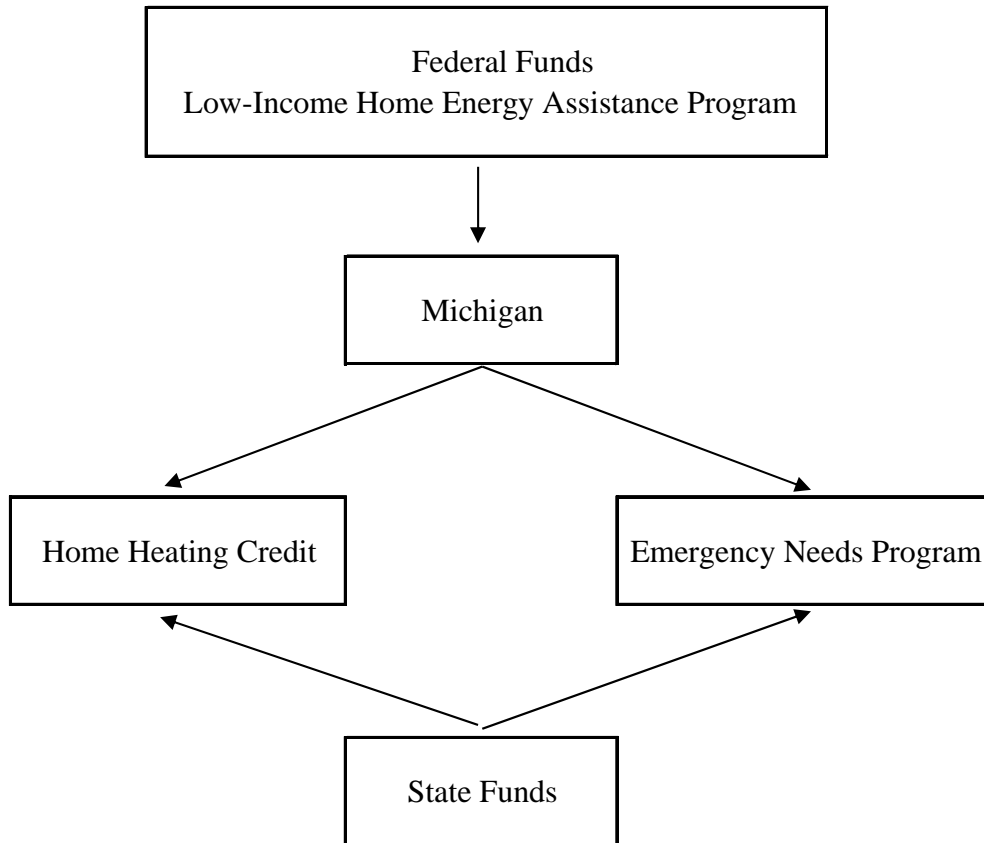 Federal Funds
Low-Income Home Energy Assistance Program
Michigan
Home Heating Credit
Emergency Needs Program
State Funds